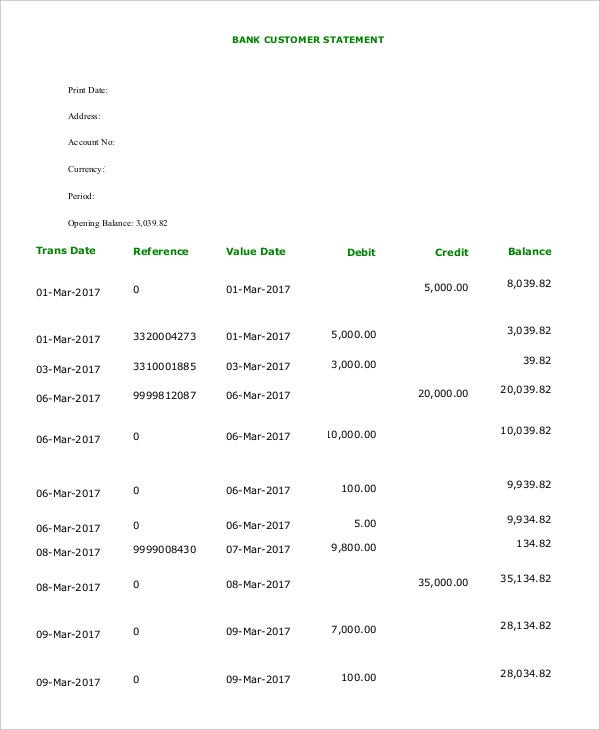 BANK CUSTOMER STATEMENT
Print Date:
Address:
Account No:
Currency:
Period:
Opening Balance: 3,039.82
Trans Date Reference Value Date Debit Credit Balance
01-Mar-2017 0 01-Mar-2017 5,000.00 8,039.82
01-Mar-2017 3320004273 01-Mar-2017 5,000.00 3,039.82
03-Mar-2017 3310001885 03-Mar-2017 3,000.00 39.82
06-Mar-2017 9999812087 06-Mar-2017 20,000.00 20,039.82
06-Mar-2017 0 06-Mar-2017 10,000.00 10,039.82
06-Mar-2017 0 06-Mar-2017 100.00 9,939.82
06-Mar-2017 0 06-Mar-2017 5.00 9,934.82
08-Mar-2017 9999008430 07-Mar-2017 9,800.00 134.82
08-Mar-2017 0 08-Mar-2017 35,000.00 35,134.82
09-Mar-2017 0 09-Mar-2017 7,000.00 28,134.82
09-Mar-2017 0 09-Mar-2017 100.00 28,034.82